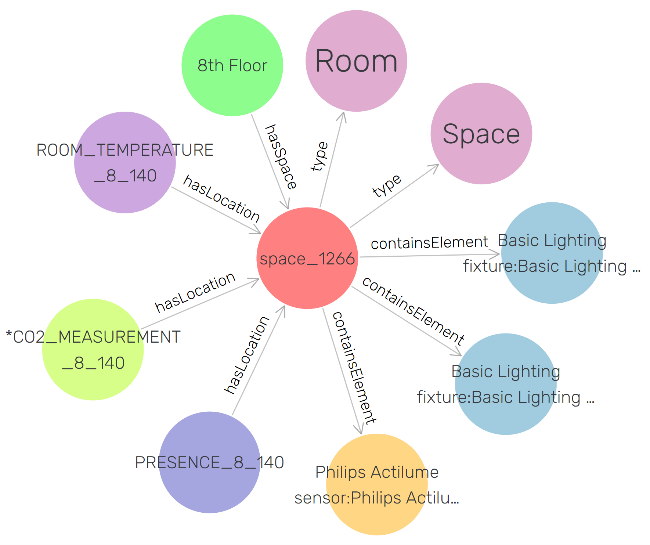 8th Floor
Room
Space
ROOM_TEMPERATURE
_8_140
hasSpace
type
type
hasLocation
space_1266
containsElement
Basic Lighting
fixture:Basic Lighting …
hasLocation
containsElement
*CO2_MEASUREMENT
_8_140
hasLocation
containsElement
Basic Lighting
fixture:Basic Lighting …
PRESENCE_8_140
Philips Actilume
sensor:Philips Actilu…